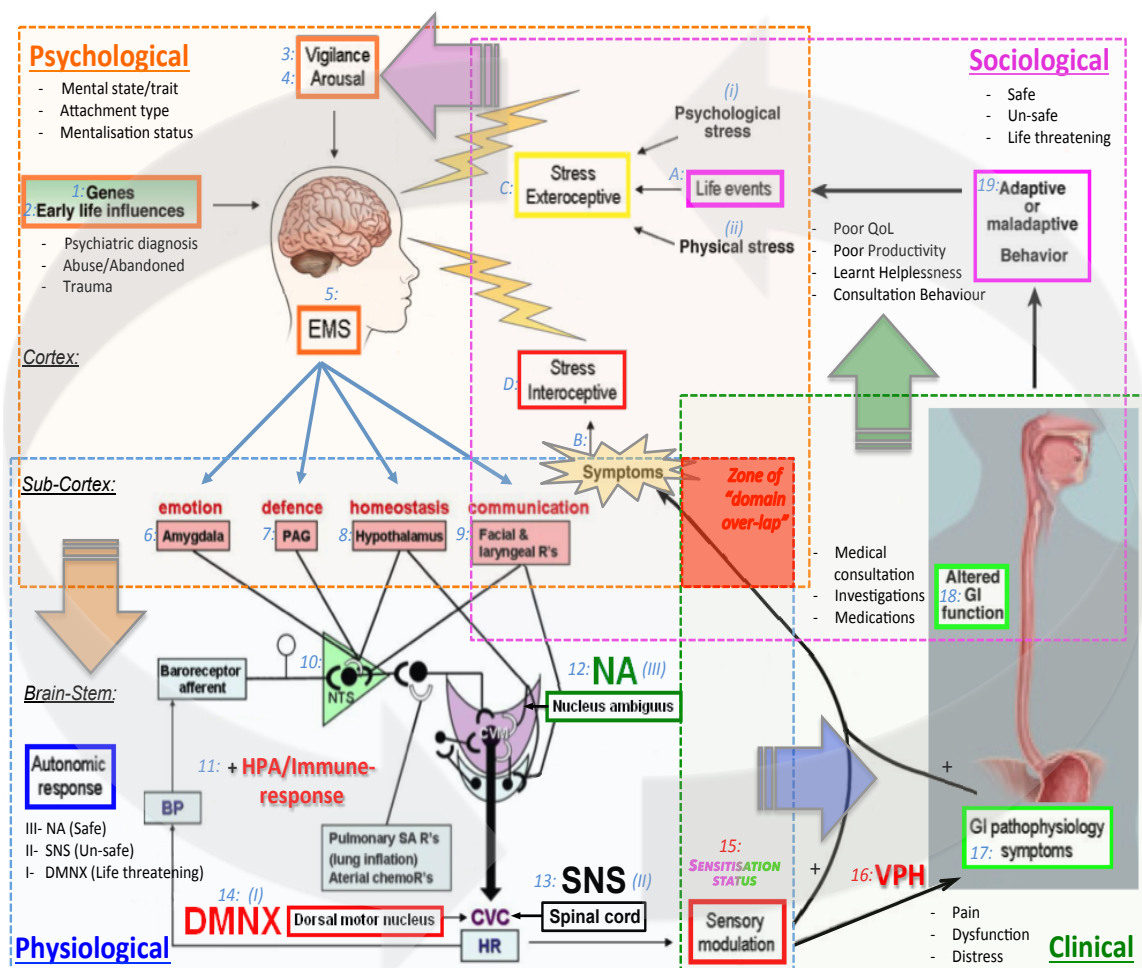 Psychological
- Mental state/trait
- Attachment type
- Mentalisation status
3: Vigilance
4: Arousal
Sociological
- Safe
- Un-safe
- Life threatening
(i)
Psychological
stress
C: Stress
Exteroceptive
A: Life events
(ii)
Physical stress
19: Adaptive
or
maladaptive
Behavior
1: Genes
2: Early life influences
- Psychiatric diagnosis
- Abuse/Abandoned
- Trauma
- Poor QoL
- Poor Productivity
- Learnt Helplessness
- Consultation Behaviour
5:
EMS
Cortex:
D: Stress
Interoceptive
B:
Symptoms
Zone of
"domain
over-lap"
Sub-Cortex:
emotion
defence
homeostasis
communication
6: Amygdala
7: PAG
8: Hypothalamus
9: Facial &
laryngeal R's
- Medical
consultation
- Investigations
- Medications
Altered
18: GI
function
Baroreceptor
afferent
10:
NTS
12: NA (III)
Nucleus ambiguus
CVM
Brain-Stem:
Autonomic
response
III- NA (Safe)
II- SNS (Un-safe)
I- DMNX (Life threatening)
11: + HPA/Immune-
response
BP
Pulmonary SA R's
(lung inflation)
Aterial chemoR's
+
GI pathophysiology
symptoms
17:
15:
SENSITISATION
STATUS
+
16: VPH
14: (I)
DMNX
Dorsal motor nucleus
CVC
HR
13: SNS (II)
Spinal cord
Sensory
modulation
- Pain
- Dysfunction
- Distress
Physiological
Clinical